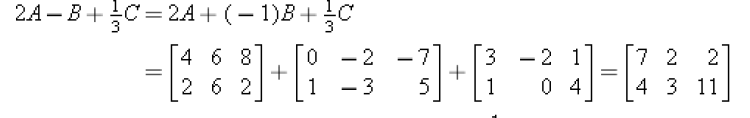 2A − B + 1/3 C = 2A + ( − 1)B + 1/3 C
= [4 6 8; 2 6 2] + [0 −2 −7; 1 −3 5] + [3 −2 1; 1 0 4] = [7 2 2; 4 3 11]